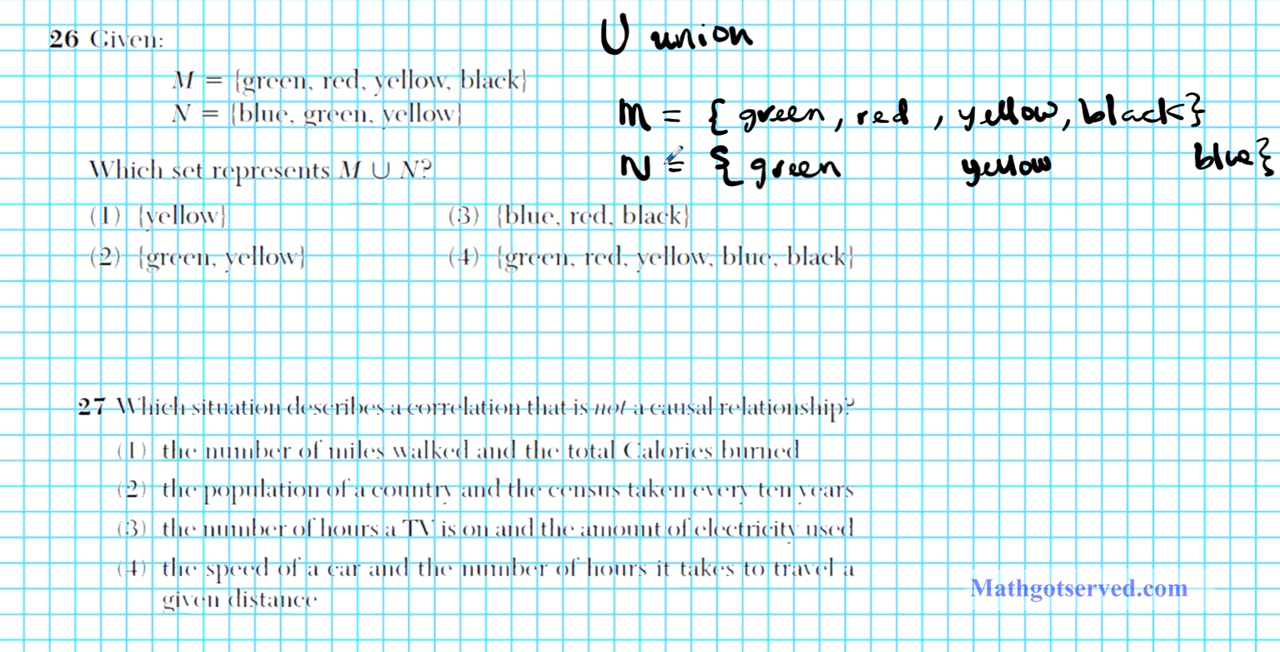 26 Given:
M = {green, red, yellow, black}
N = {blue, green, yellow}
Which set represents M ∪ N?
(1) {yellow}
(3) {blue, red, black}
(2) {green, yellow}
(4) {green, red, yellow, blue, black}
U union
M = { green, red , yellow, black}
N = { green yellow blue}
27 Which situation describes a correlation that is not a causal relationship?
(1) the number of miles walked and the total Calories burned
(2) the population of a country and the census taken every ten years
(3) the number of hours a TV is on and the amount of electricity used
(4) the speed of a car and the number of hours it takes to travel a
given distance
Mathgotserved.com